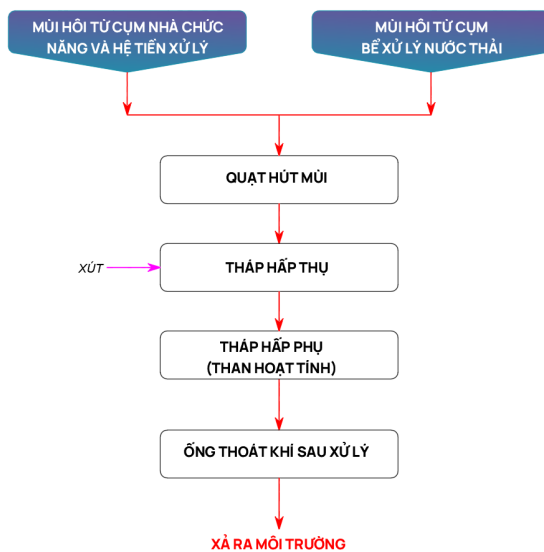 MÙI HÔI TỪ CỤM NHÀ CHỨC
NĂNG VÀ HỆ TIỀN XỬ LÝ
MÙI HÔI TỪ CỤM
BỂ XỬ LÝ NƯỚC THẢI
QUẠT HÚT MÙI
XÚT
THÁP HẤP THỤ
THÁP HẤP PHỤ
(THAN HOẠT TÍNH)
ỐNG THOÁT KHÍ SAU XỬ LÝ
XẢ RA MÔI TRƯỜNG